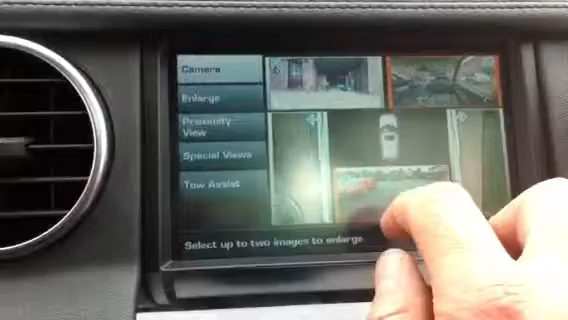 Camera
Enlarge
Proximity
View
Special Views
Tow Assist
Select up to two images to enlarge